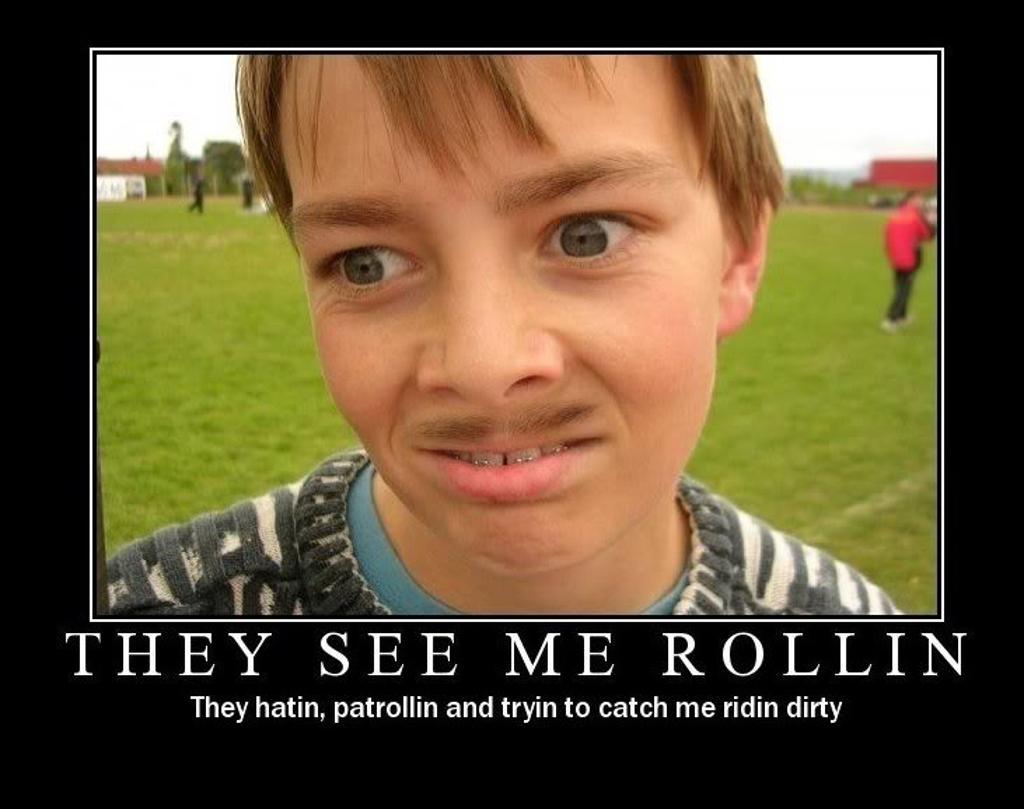 THEY SEE ME ROLLIN
They hatin, patrollin and tryin to catch me ridin dirty